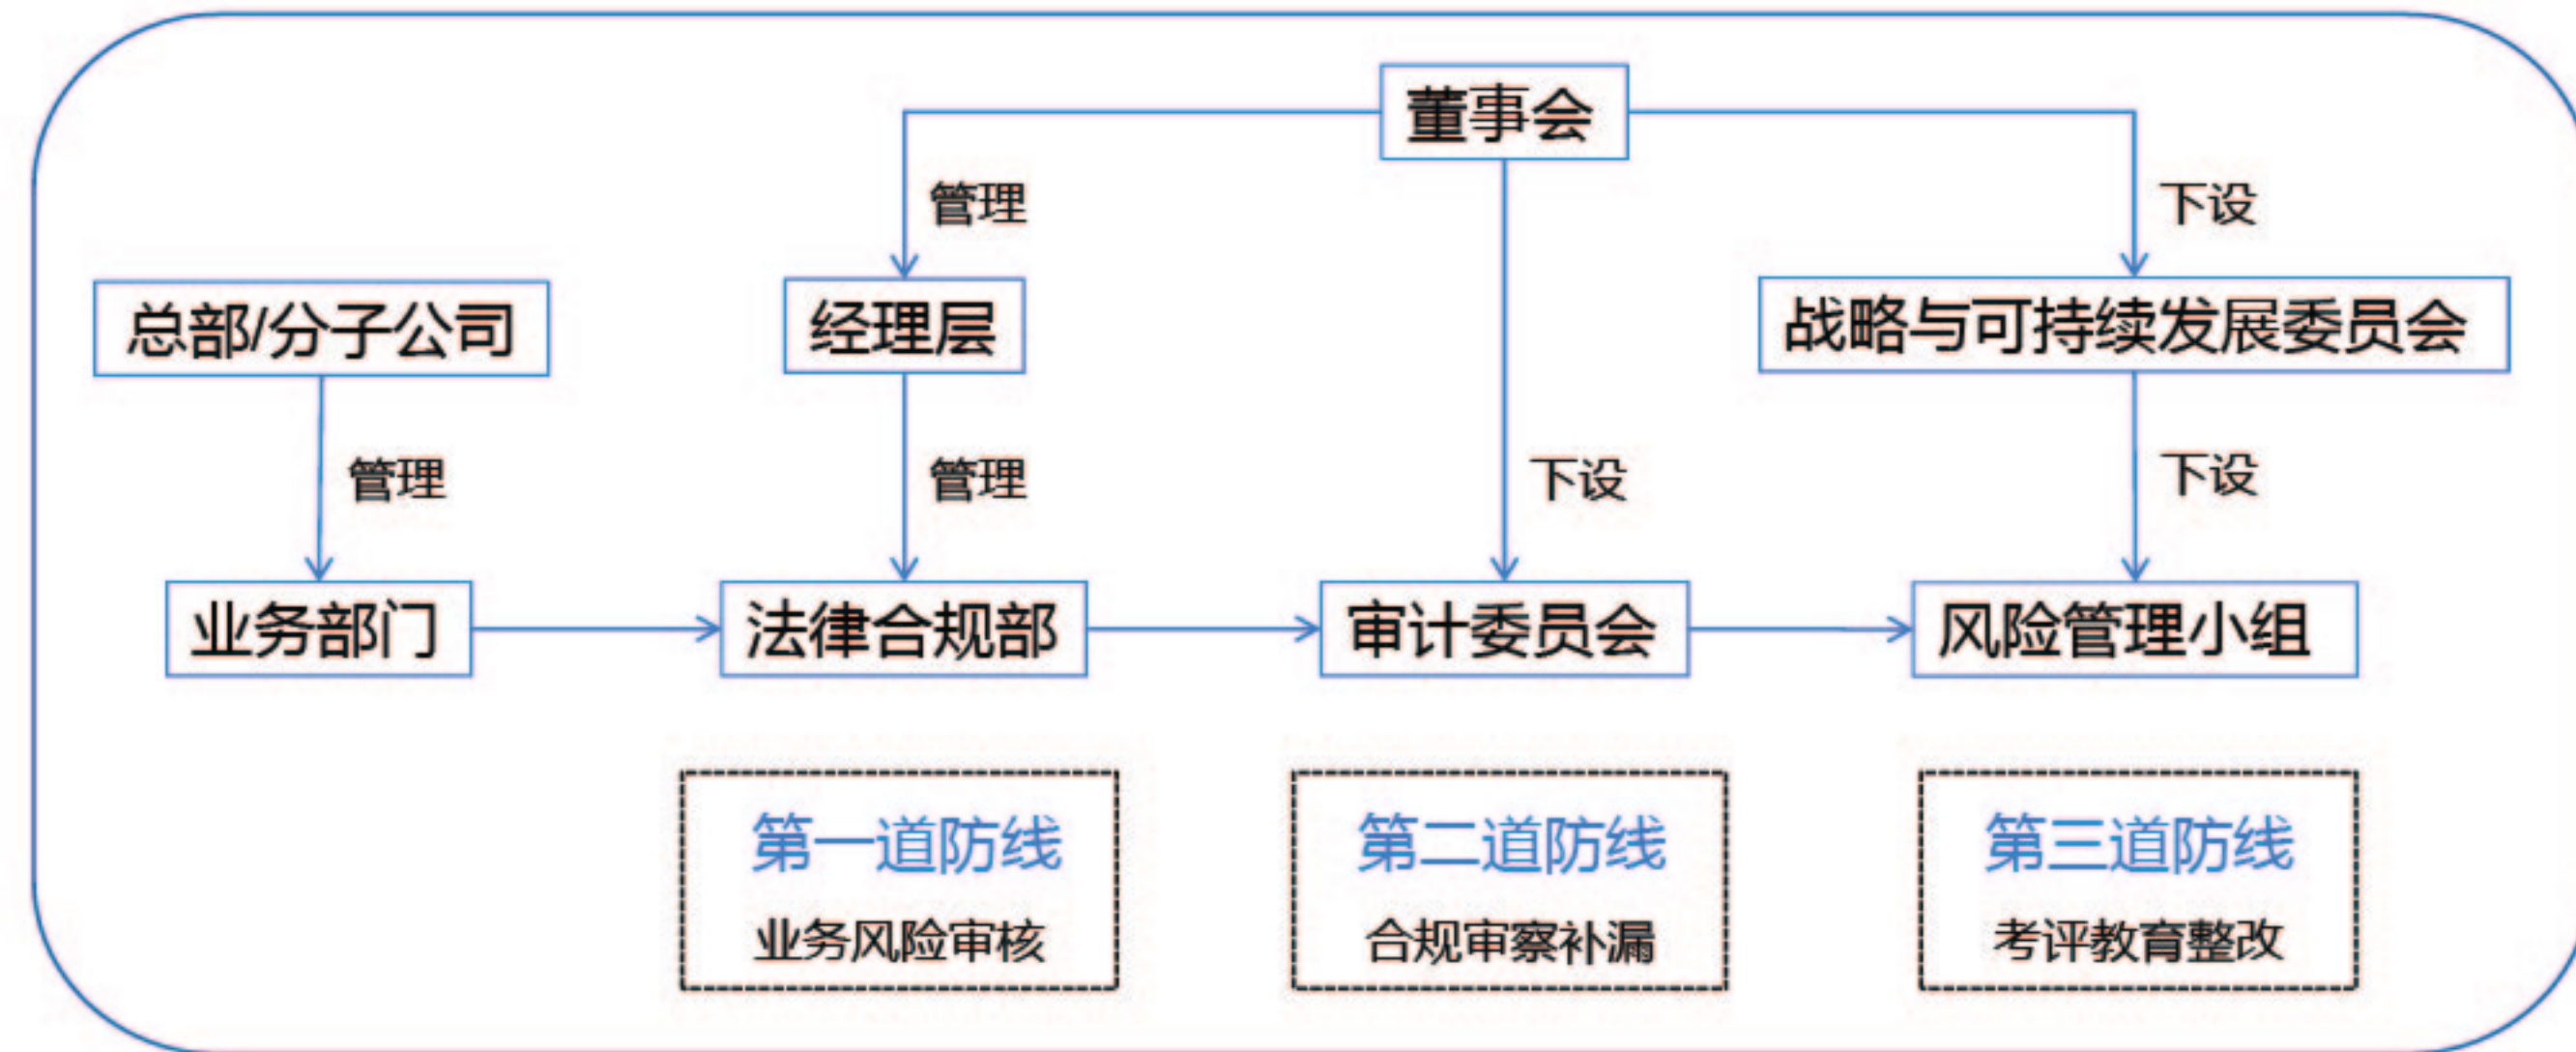 董事会
管理
下设
总部/分子公司
经理层
战略与可持续发展委员会
管理
管理
下设
下设
业务部门
法律合规部
审计委员会
风险管理小组
第一道防线
业务风险审核
第二道防线
合规审察补漏
第三道防线
考评教育整改